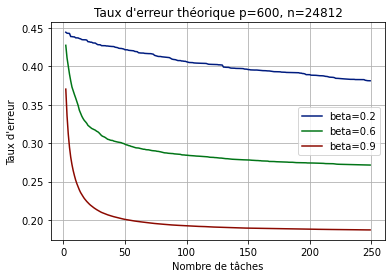 Taux d'erreur théorique p=600, n=24812
0.45
0.40
0.35
0.30
0.25
0.20
Taux d'erreur
beta=0.2
beta=0.6
beta=0.9
0
50
100
150
200
250
Nombre de tâches